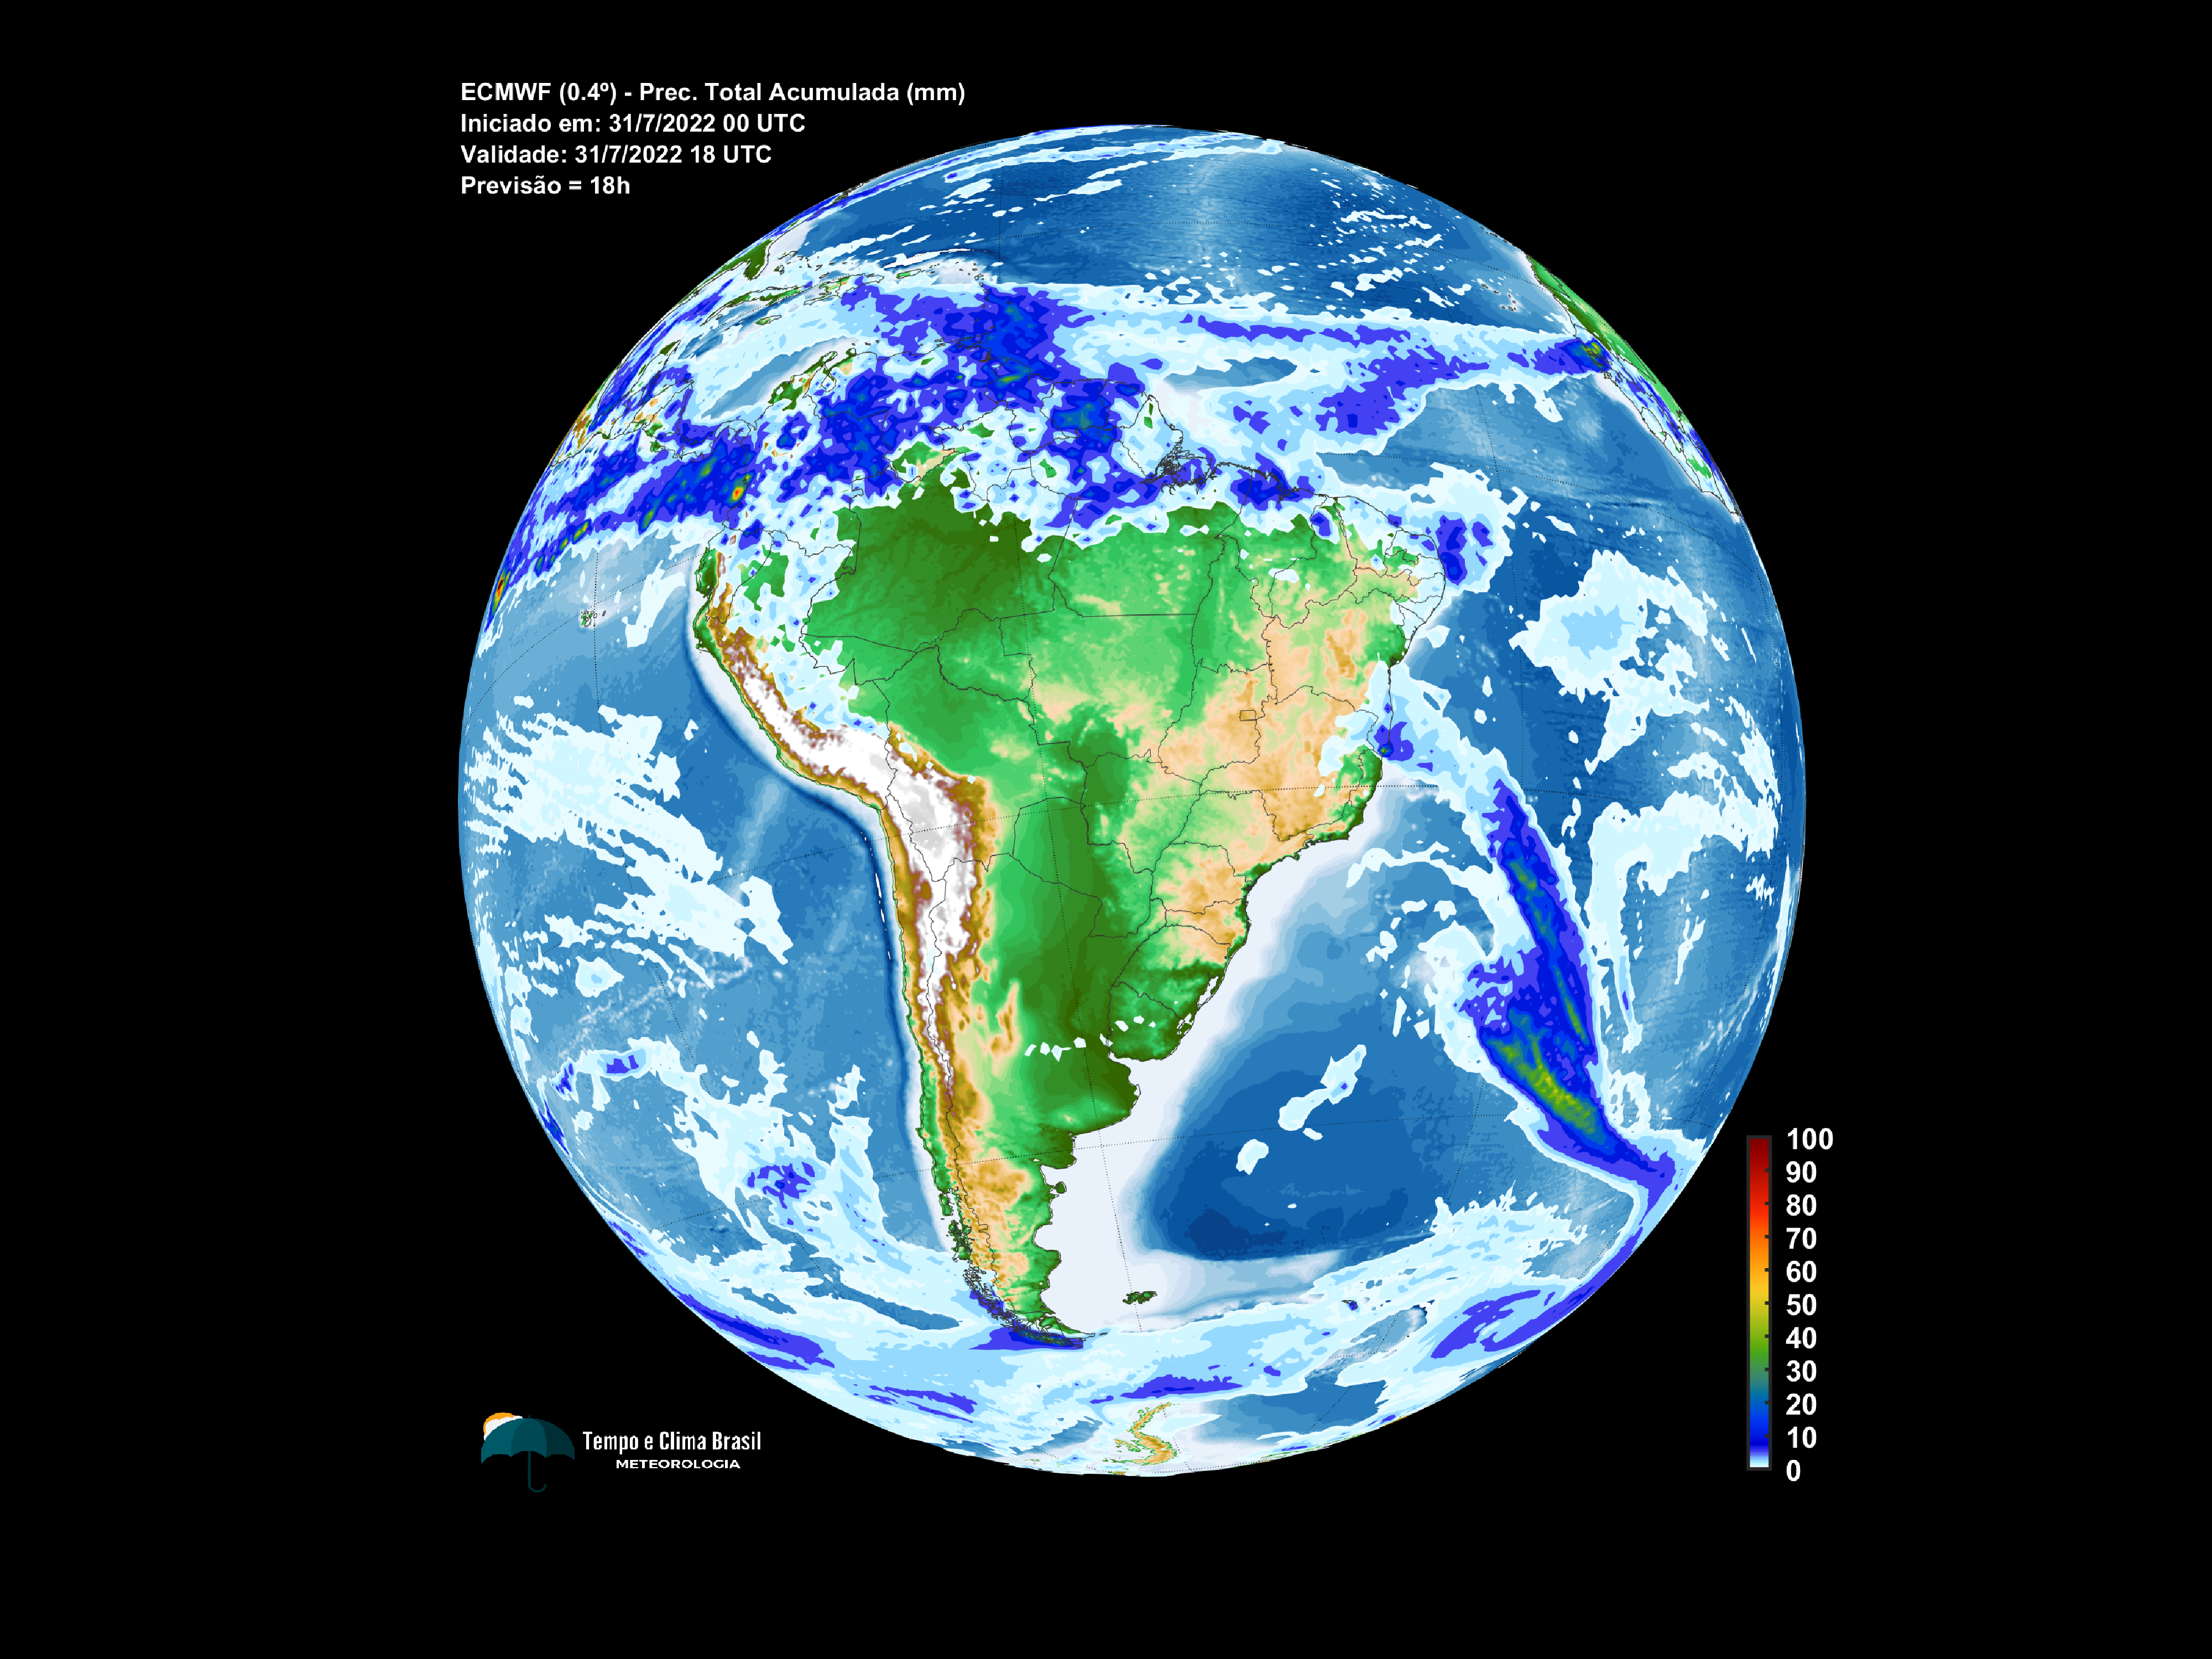 ECMWF (0.4º) - Prec. Total Acumulada (mm)
Iniciado em: 31/7/2022 00 UTC
Validade: 31/7/2022 18 UTC
Previsão = 18h
100
90
80
70
60
50
40
30
20
10
0
Tempo e Clima Brasil
METEOROLOGIA